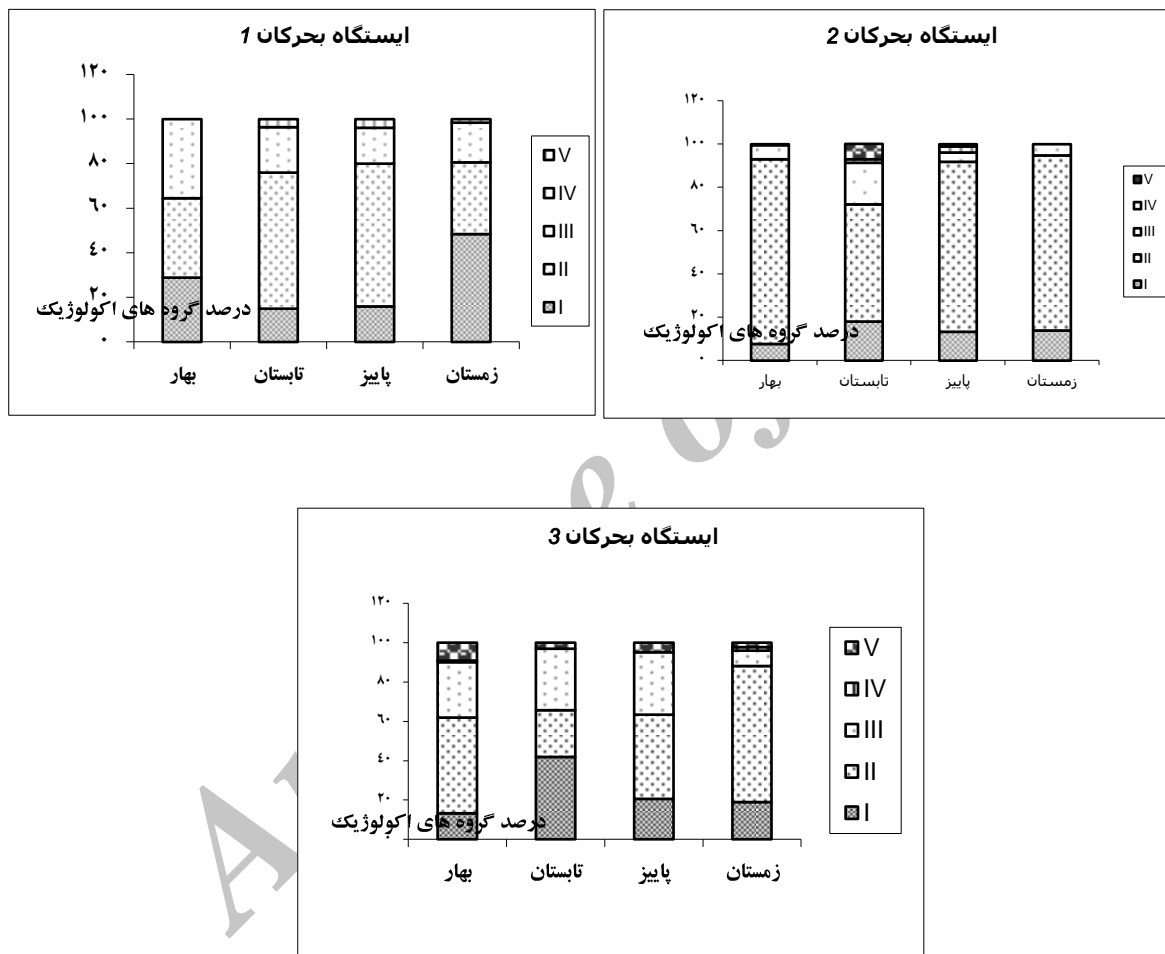 ایستگاه بحرکان 1
۱۲۰
۱۰۰
۸۰
۶۰
۴۰
۲۰
۰
درصد گروه های اکولوژیک
بهار تابستان پاییز زمستان
V
IV
III
II
I
ایستگاه بحرکان 2
۱۲۰
۱۰۰
۸۰
۶۰
۴۰
۲۰
۰
درصد گروه های اکولوژیک
بهار تابستان پاییز زمستان
V
IV
III
II
I
ایستگاه بحرکان 3
۱۲۰
۱۰۰
۸۰
۶۰
۴۰
۲۰
۰
درصد گروه های اکولوژیک
بهار تابستان پاییز زمستان
V
IV
III
II
I